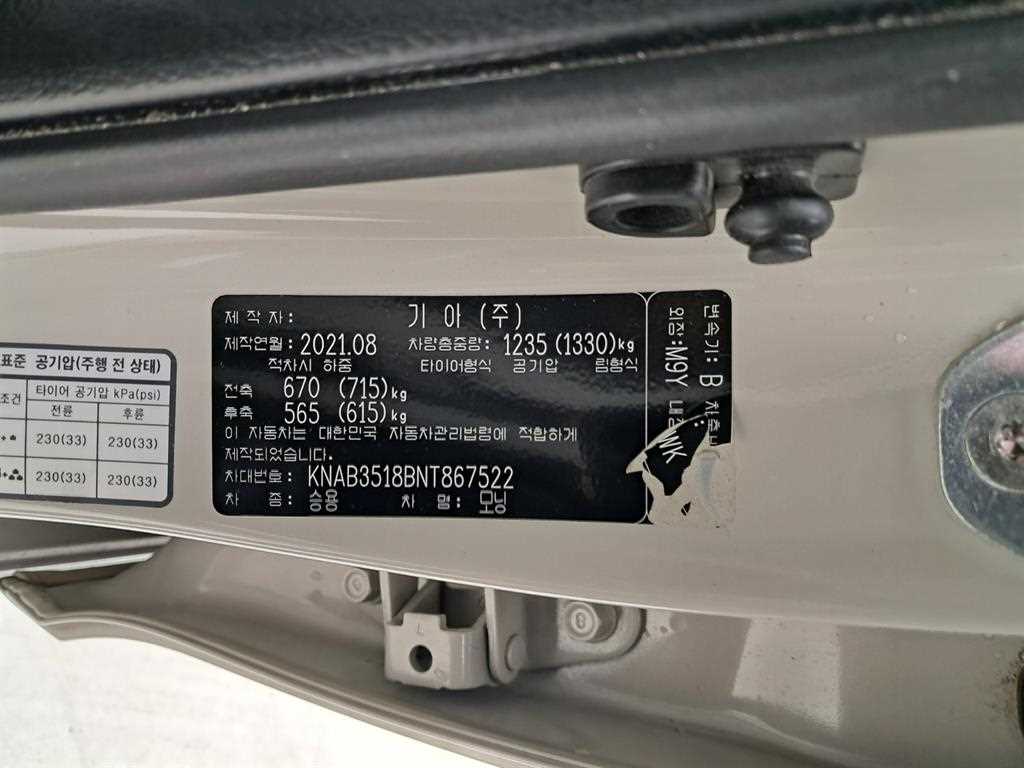 표준 공기압(주행 전 상태)
조건 타이어 공기압 kPa(psi)
전륜 후륜
230(33) 230(33)
230(33) 230(33)
제 작 자: 기 아 (주)
제작연월: 2021.08 차량총중량: 1235 (1330)kg
적차시 하중 타이어형식 공기압 림형식
전축 670 (715)kg
후축 565 (615)kg
이 자동차는 대한민국 자동차관리법령에 적합하게
제작되었습니다.
차대번호: KNAB3518BNT867522
차 종: 승용 차 명: 모닝
변속기: B
외장:M9Y 내장:
WK
L
8